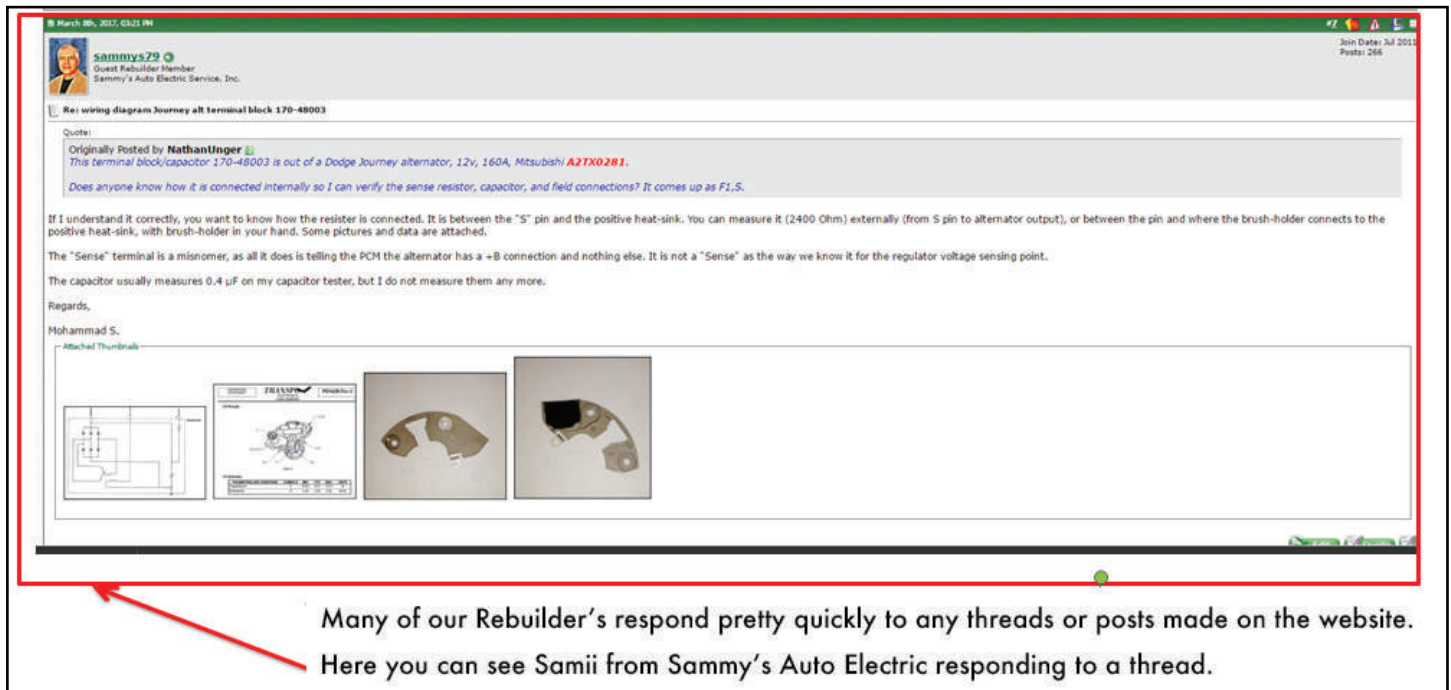 March 8th, 2017, 03:21 PM
#7
sammys79
Guest Rebuilder Member
Sammy's Auto Electric Service, Inc.
Join Date: Jul 2011
Posts: 266
Re: wiring diagram Journey alt terminal block 170-48003
Quote:
Originally Posted by NathanUnger
This terminal block/capacitor 170-48003 is out of a Dodge Journey alternator, 12v, 160A, Mitsubishi A2TX0281.
Does anyone know how it is connected internally so I can verify the sense resistor, capacitor, and field connections? It comes up as F1,S.
If I understand it correctly, you want to know how the resister is connected. It is between the "S" pin and the positive heat-sink. You can measure it (2400 Ohm) externally (from S pin to alternator output), or between the pin and where the brush-holder connects to the
positive heat-sink, with brush-holder in your hand. Some pictures and data are attached.
The "Sense" terminal is a misnomer, as all it does is telling the PCM the alternator has a +B connection and nothing else. It is not a "Sense" as the way we know it for the regulator voltage sensing point.
The capacitor usually measures 0.4 µF on my capacitor tester, but I do not measure them any more.
Regards,
Mohammad S.
Attached Thumbnails
TRANSPO
Many of our Rebuilder's respond pretty quickly to any threads or posts made on the website.
Here you can see Samii from Sammy's Auto Electric responding to a thread.